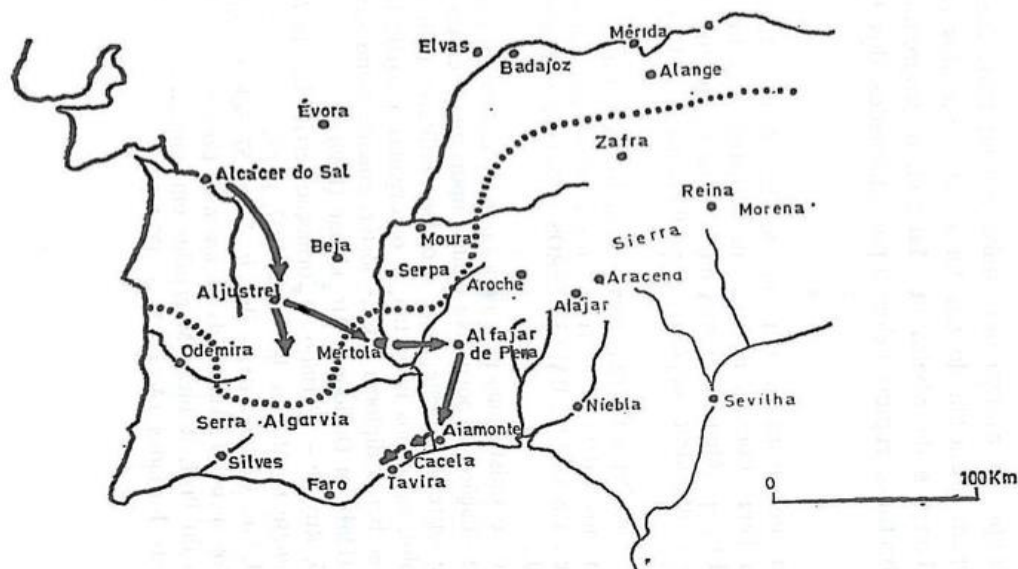 Mérida
Elvas
Badajoz
Alange
Évora
Zafra
Alcácer do Sal
Reina
Morena
Moura
Sierra
Beja
Serpa
Aroche
Aracena
Aljustrel
Alajar
Alfajar
de Pena
Mertola
Odemira
Niebla
Sevilha
Serra Algarvia
Aiamonte
Silves
Cacela
Tavira
Faro
0
100Km